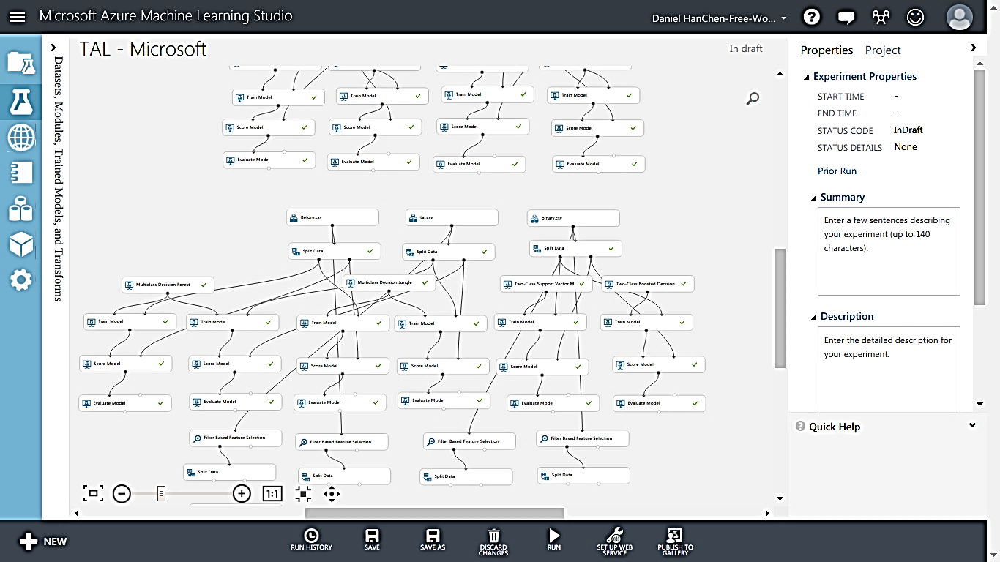 Microsoft Azure Machine Learning Studio
Daniel HanChen-Free-Wo...
Datasets, Modules, Trained Models, and Transforms
TAL - Microsoft
In draft
Train Model
Train Model
Train Model
Train Model
Score Model
Score Model
Score Model
Score Model
Evaluate Model
Evaluate Model
Evaluate Model
Evaluate Model
Before.csv
tal.csv
binary.csv
Split Data
Split Data
Split Data
Multiclass Decision Forest
Multiclass Decision Jungle
Two-Class Support Vector M...
Two-Class Boosted Decision...
Train Model
Train Model
Train Model
Train Model
Train Model
Train Model
Score Model
Score Model
Score Model
Score Model
Score Model
Score Model
Evaluate Model
Evaluate Model
Evaluate Model
Evaluate Model
Evaluate Model
Evaluate Model
Filter Based Feature Selection
Filter Based Feature Selection
Filter Based Feature Selection
Filter Based Feature Selection
Split Data
Split Data
Split Data
Split Data
1:1
Properties Project
Experiment Properties
START TIME -
END TIME -
STATUS CODE InDraft
STATUS DETAILS None
Prior Run
Summary
Enter a few sentences describing
your experiment (up to 140
characters).
Description
Enter the detailed description for
your experiment.
Quick Help
NEW
RUN HISTORY
SAVE
SAVE AS
DISCARD
CHANGES
RUN
SET UP WEB
SERVICE
PUBLISH TO
GALLERY